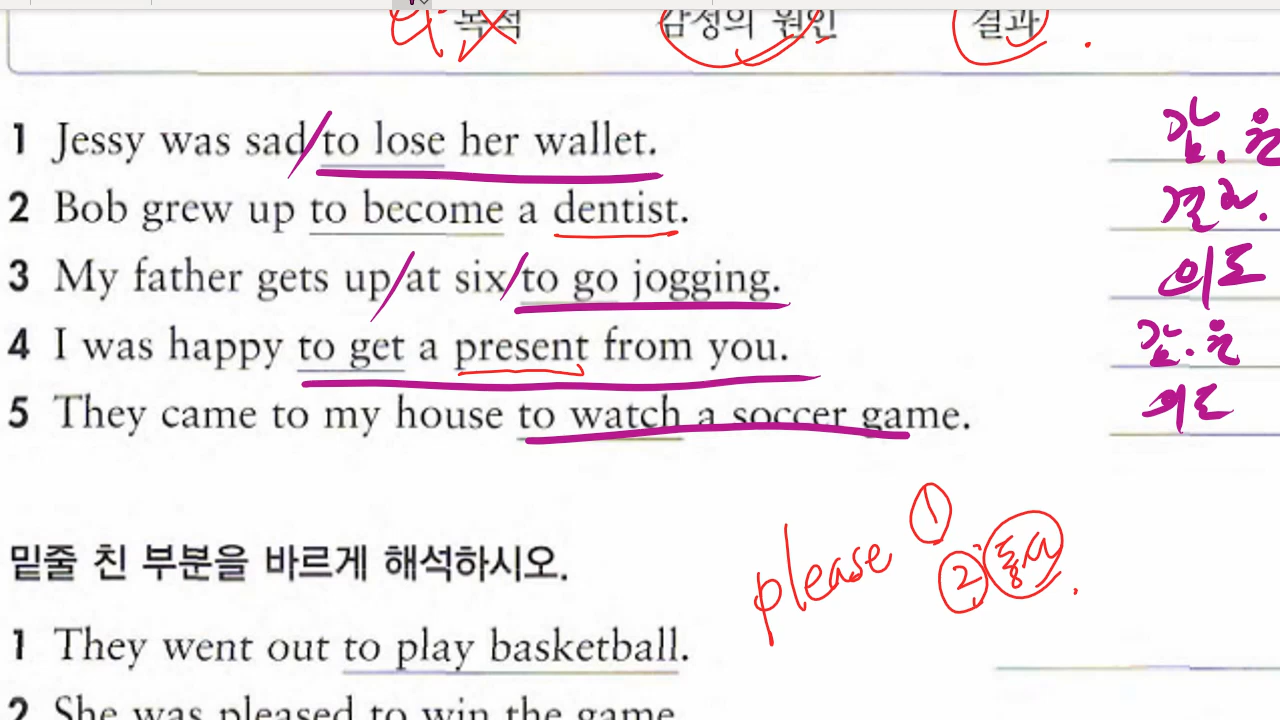 목적 감정의 원인 결과
1 Jessy was sad to lose her wallet. 감.원
2 Bob grew up to become a dentist. 결과.
3 My father gets up at six to go jogging. 의도
4 I was happy to get a present from you. 감.원
5 They came to my house to watch a soccer game. 의도
please ①
② 동사
밑줄 친 부분을 바르게 해석하시오.
1 They went out to play basketball.
2 She was pleased to win the game.